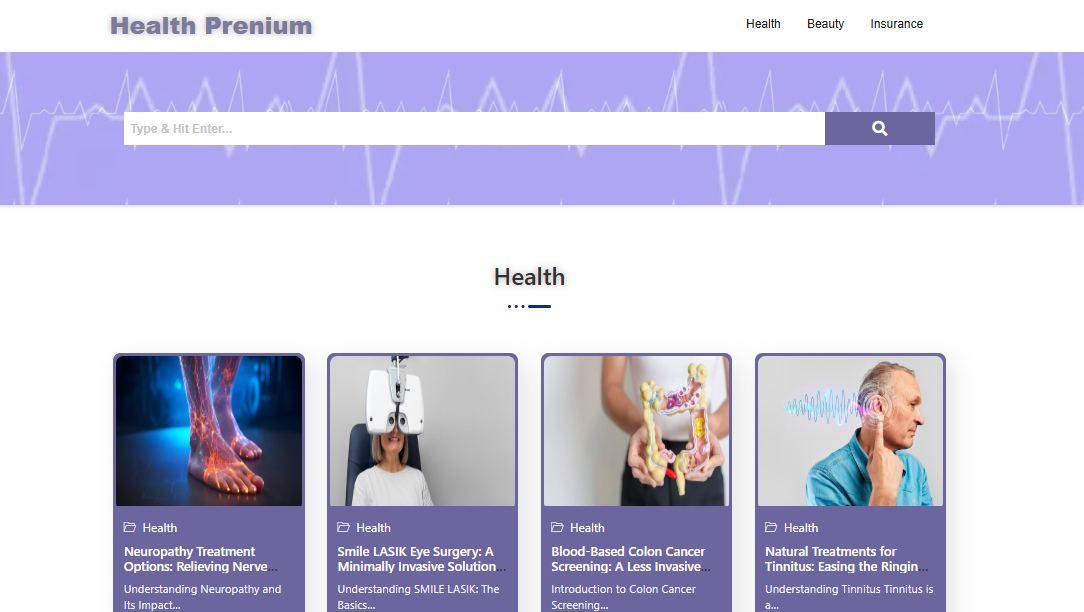 Health Prenium
Health
Beauty
Insurance
Type & Hit Enter...
Health
Health
Neuropathy Treatment
Options: Relieving Nerve...
Understanding Neuropathy and
Its Impact...
Health
Smile LASIK Eye Surgery: A
Minimally Invasive Solution...
Understanding SMILE LASIK: The
Basics...
Health
Blood-Based Colon Cancer
Screening: A Less Invasive...
Introduction to Colon Cancer
Screening...
Health
Natural Treatments for
Tinnitus: Easing the Ringin...
Understanding Tinnitus Tinnitus is
a...